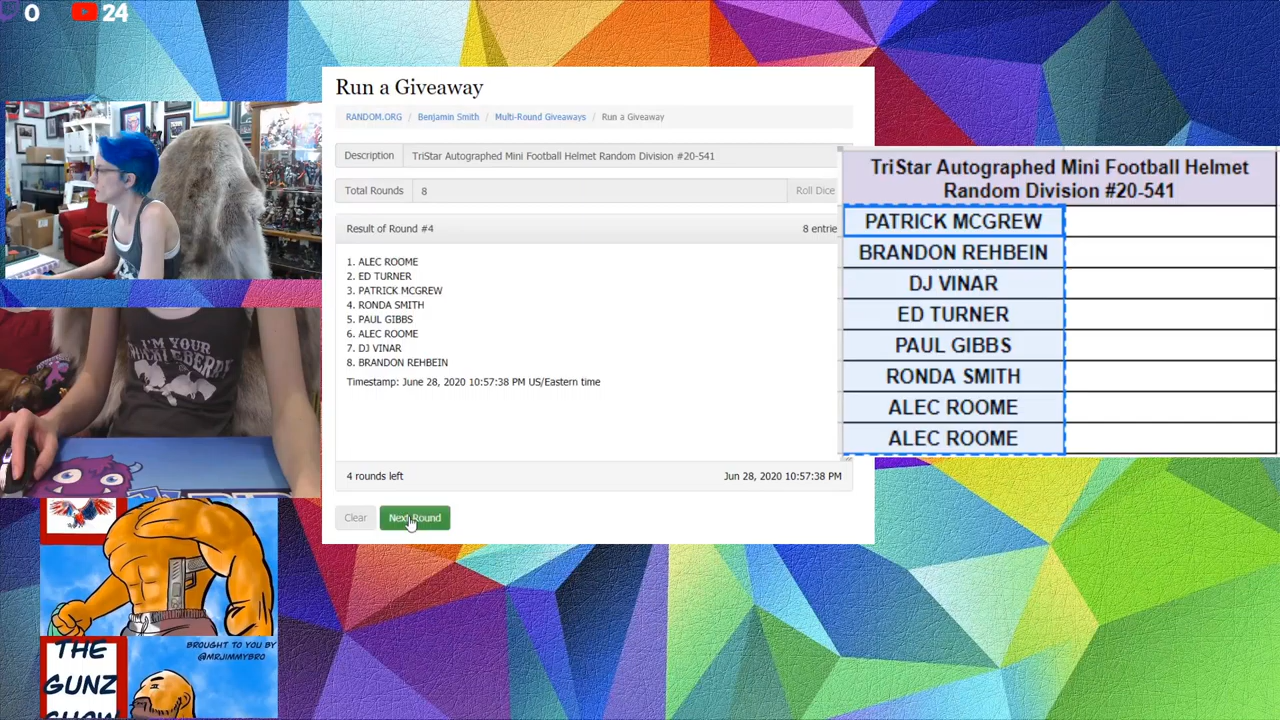 0 24
Run a Giveaway
RANDOM.ORG / Benjamin Smith / Multi-Round Giveaways / Run a Giveaway
Description TriStar Autographed Mini Football Helmet Random Division #20-541
Total Rounds 8 Roll Dice
Result of Round #4 8 entrie
1. ALEC ROOME
2. ED TURNER
3. PATRICK MCGREW
4. RONDA SMITH
5. PAUL GIBBS
6. ALEC ROOME
7. DJ VINAR
8. BRANDON REHBEIN
Timestamp: June 28, 2020 10:57:38 PM US/Eastern time
4 rounds left Jun 28, 2020 10:57:38 PM
Clear Next Round
TriStar Autographed Mini Football Helmet
Random Division #20-541
PATRICK MCGREW
BRANDON REHBEIN
DJ VINAR
ED TURNER
PAUL GIBBS
RONDA SMITH
ALEC ROOME
ALEC ROOME
I'M YOUR
HUCKLEBERRY
BROUGHT TO YOU BY
@MRJIMMYBRO
THE
GUNZ
SHOW